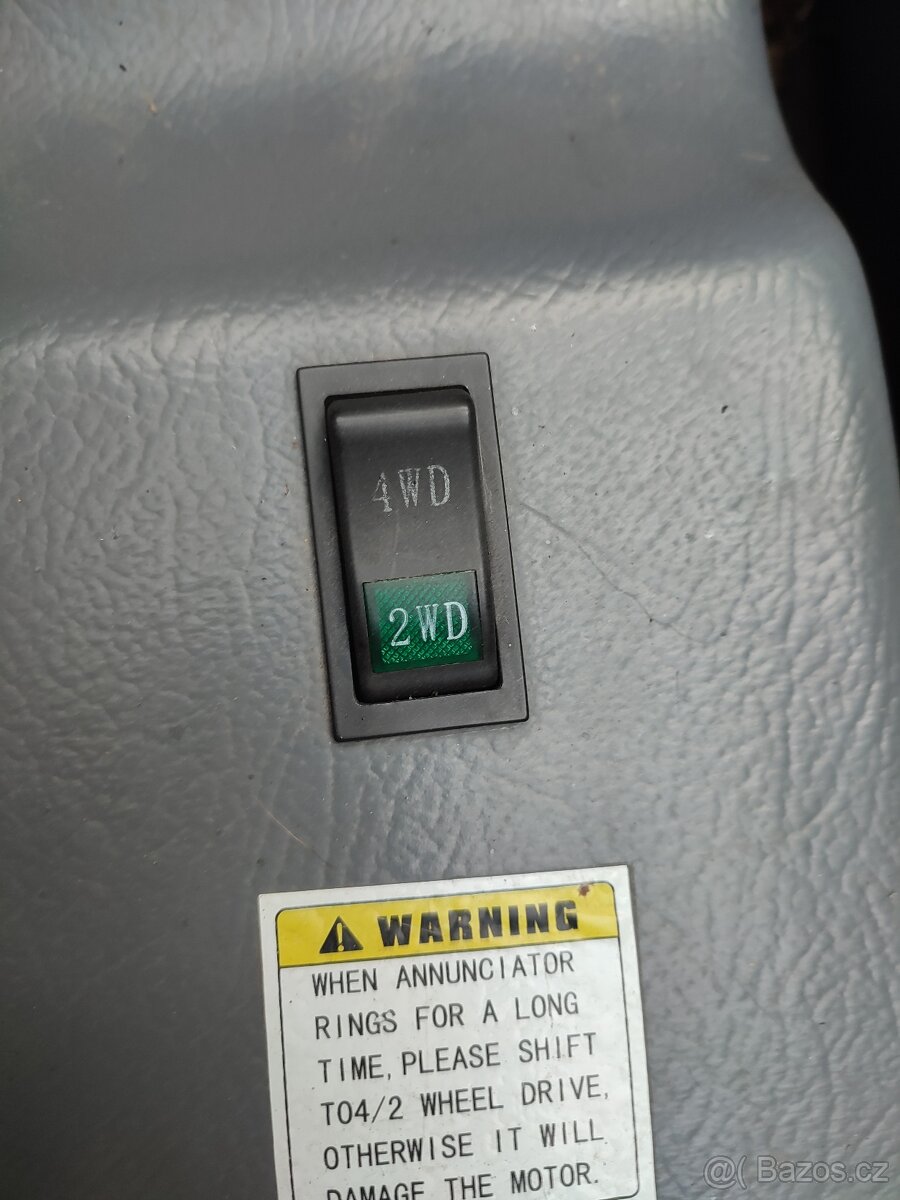 4WD
2WD
WARNING
WHEN ANNUNCIATOR
RINGS FOR A LONG
TIME, PLEASE SHIFT
TO4/2 WHEEL DRIVE,
OTHERWISE IT WILL
DAMAGE THE MOTOR.
@( Bazos.cz